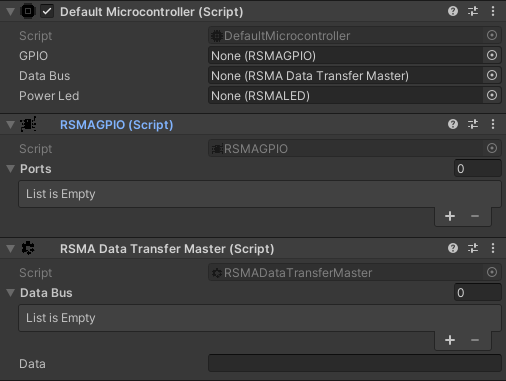 Default Microcontroller (Script)
Script DefaultMicrocontroller
GPIO None (RSMAGPIO)
Data Bus None (RSMA Data Transfer Master)
Power Led None (RSMALED)
RSMAGPIO (Script)
Script RSMAGPIO
Ports 0
List is Empty
RSMA Data Transfer Master (Script)
Script RSMADataTransferMaster
Data Bus 0
List is Empty
Data